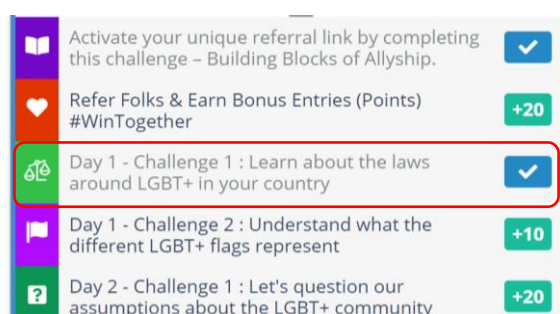 Activate your unique referral link by completing
this challenge – Building Blocks of Allyship.
Refer Folks & Earn Bonus Entries (Points)
#WinTogether
+20
Day 1 - Challenge 1 : Learn about the laws
around LGBT+ in your country
Day 1 - Challenge 2 : Understand what the
different LGBT+ flags represent
+10
?
Day 2 - Challenge 1 : Let's question our
assumptions about the LGBT+ community
+20